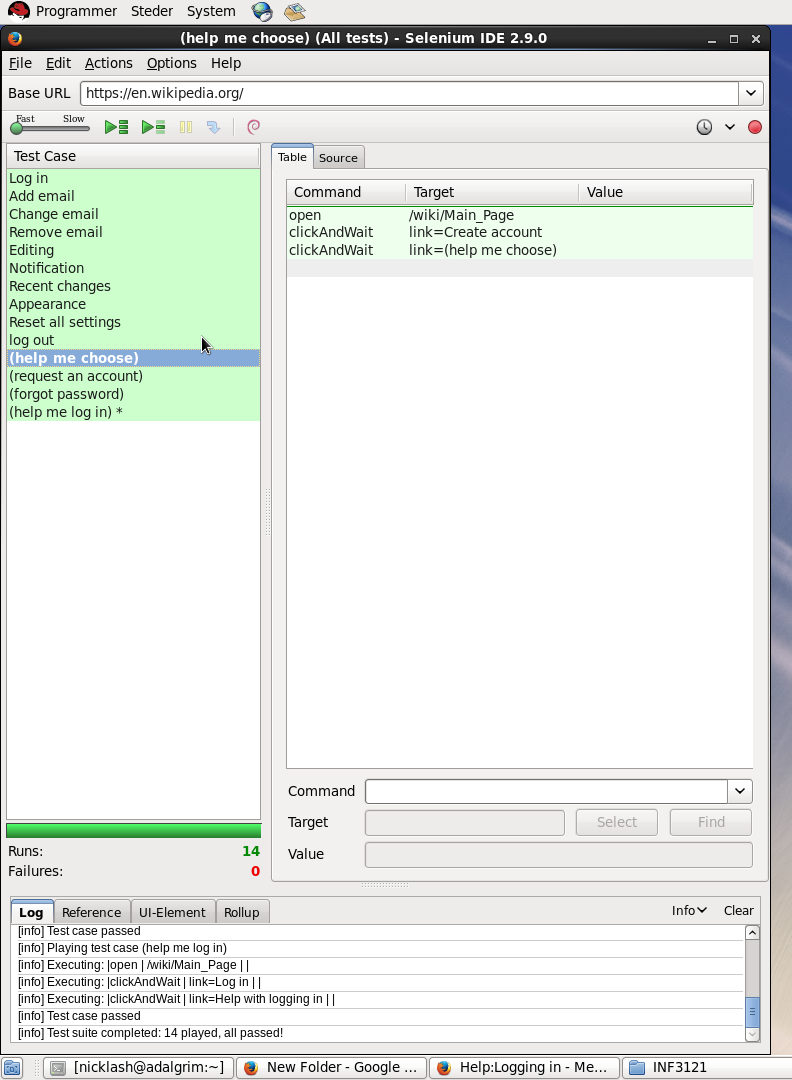 Programmer Steder System
(help me choose) (All tests) - Selenium IDE 2.9.0
File Edit Actions Options Help
Base URL https://en.wikipedia.org/
Fast Slow
Test Case
Log in
Add email
Change email
Remove email
Editing
Notification
Recent changes
Appearance
Reset all settings
log out
(help me choose)
(request an account)
(forgot password)
(help me log in) *
Runs: 14
Failures: 0
Table Source
Command Target Value
open /wiki/Main_Page
clickAndWait link=Create account
clickAndWait link=(help me choose)
Command
Target Select Find
Value
Log Reference UI-Element Rollup Info Clear
[info] Test case passed
[info] Playing test case (help me log in)
[info] Executing: |open | /wiki/Main_Page | |
[info] Executing: |clickAndWait | link=Log in | |
[info] Executing: |clickAndWait | link=Help with logging in | |
[info] Test case passed
[info] Test suite completed: 14 played, all passed!
[nicklash@adalgrim:~] New Folder - Google ... Help:Logging in - Me... INF3121